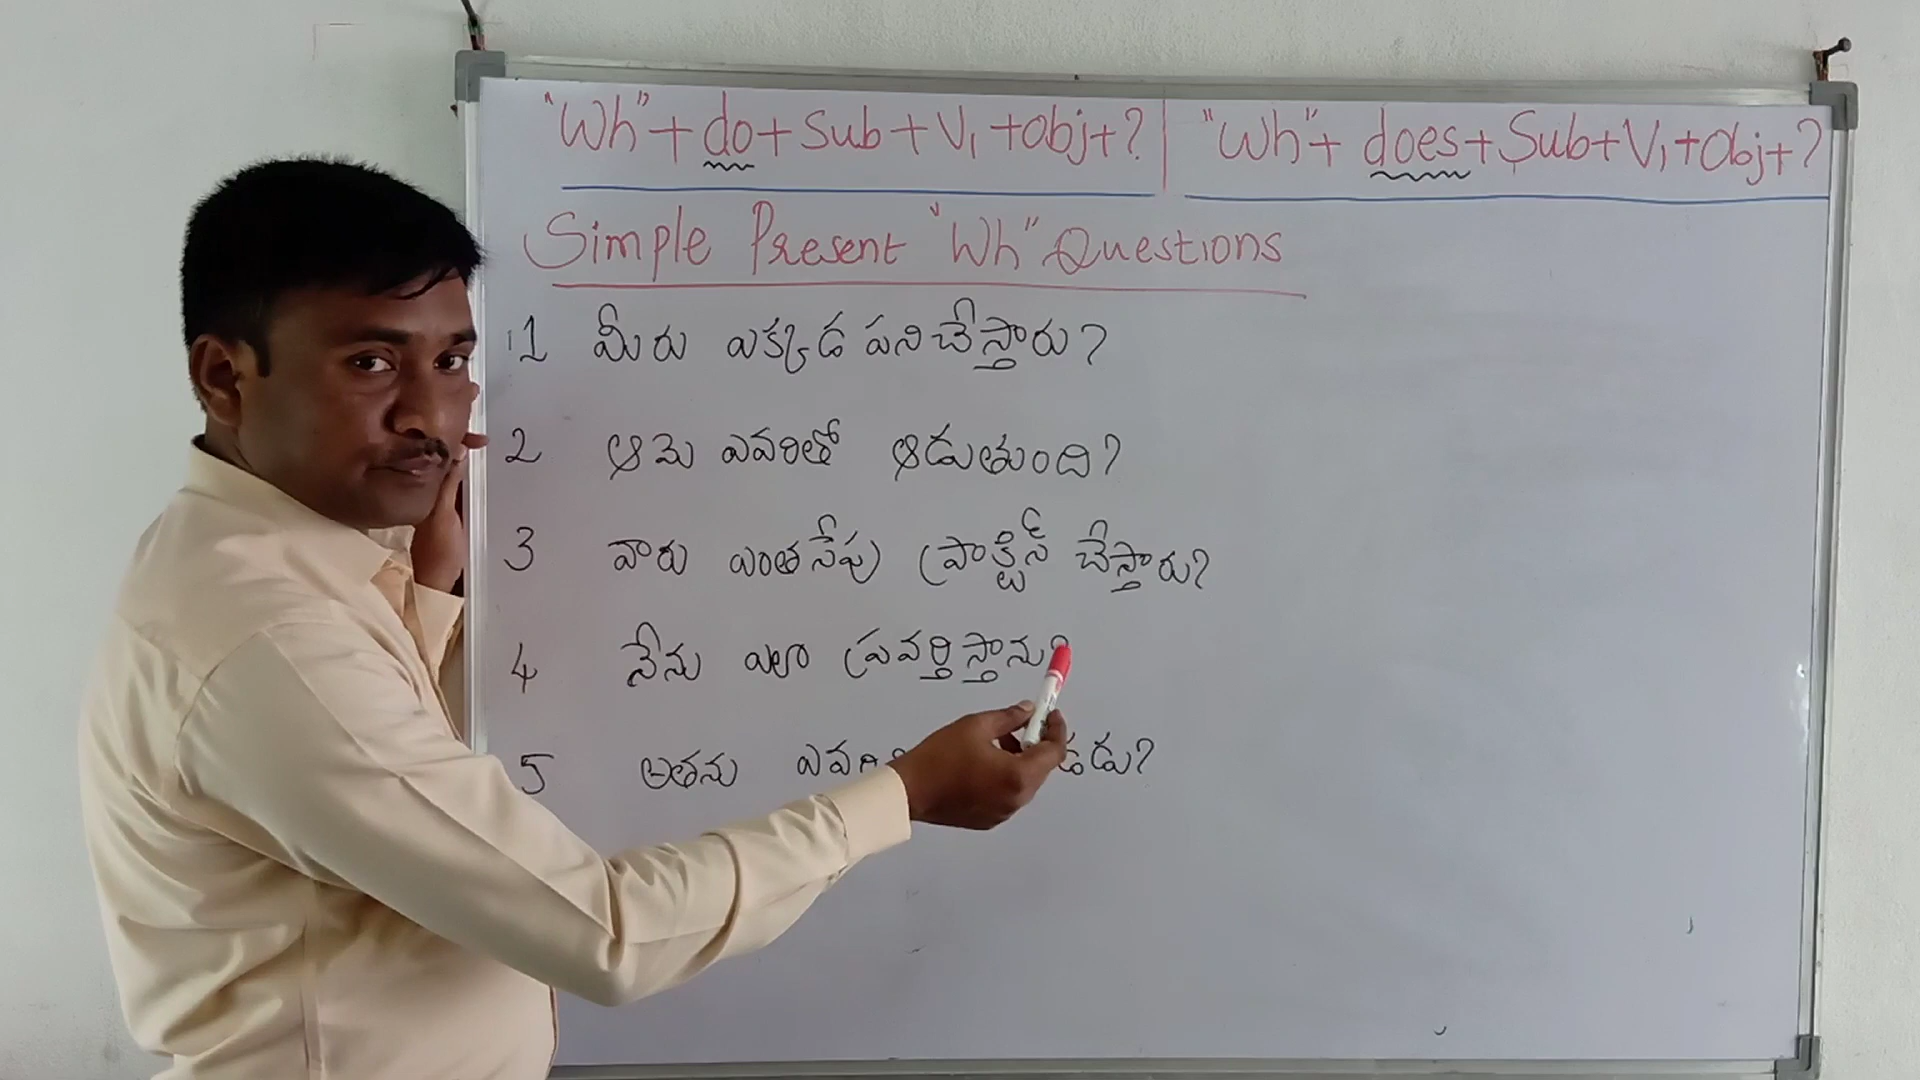 "Wh" + do + Sub + V1 + Obj + ? | "Wh" + does + Sub + V1 + Obj + ?
Simple Present "Wh" Questions
1 మీరు ఎక్కడ పనిచేస్తారు?
2 ఆమె ఎవరితో ఆడుతుంది?
3 వారు ఎంతసేపు ప్రాక్టీస్ చేస్తారు?
4 నేను ఎలా ప్రవర్తిస్తాను?
5 అతను